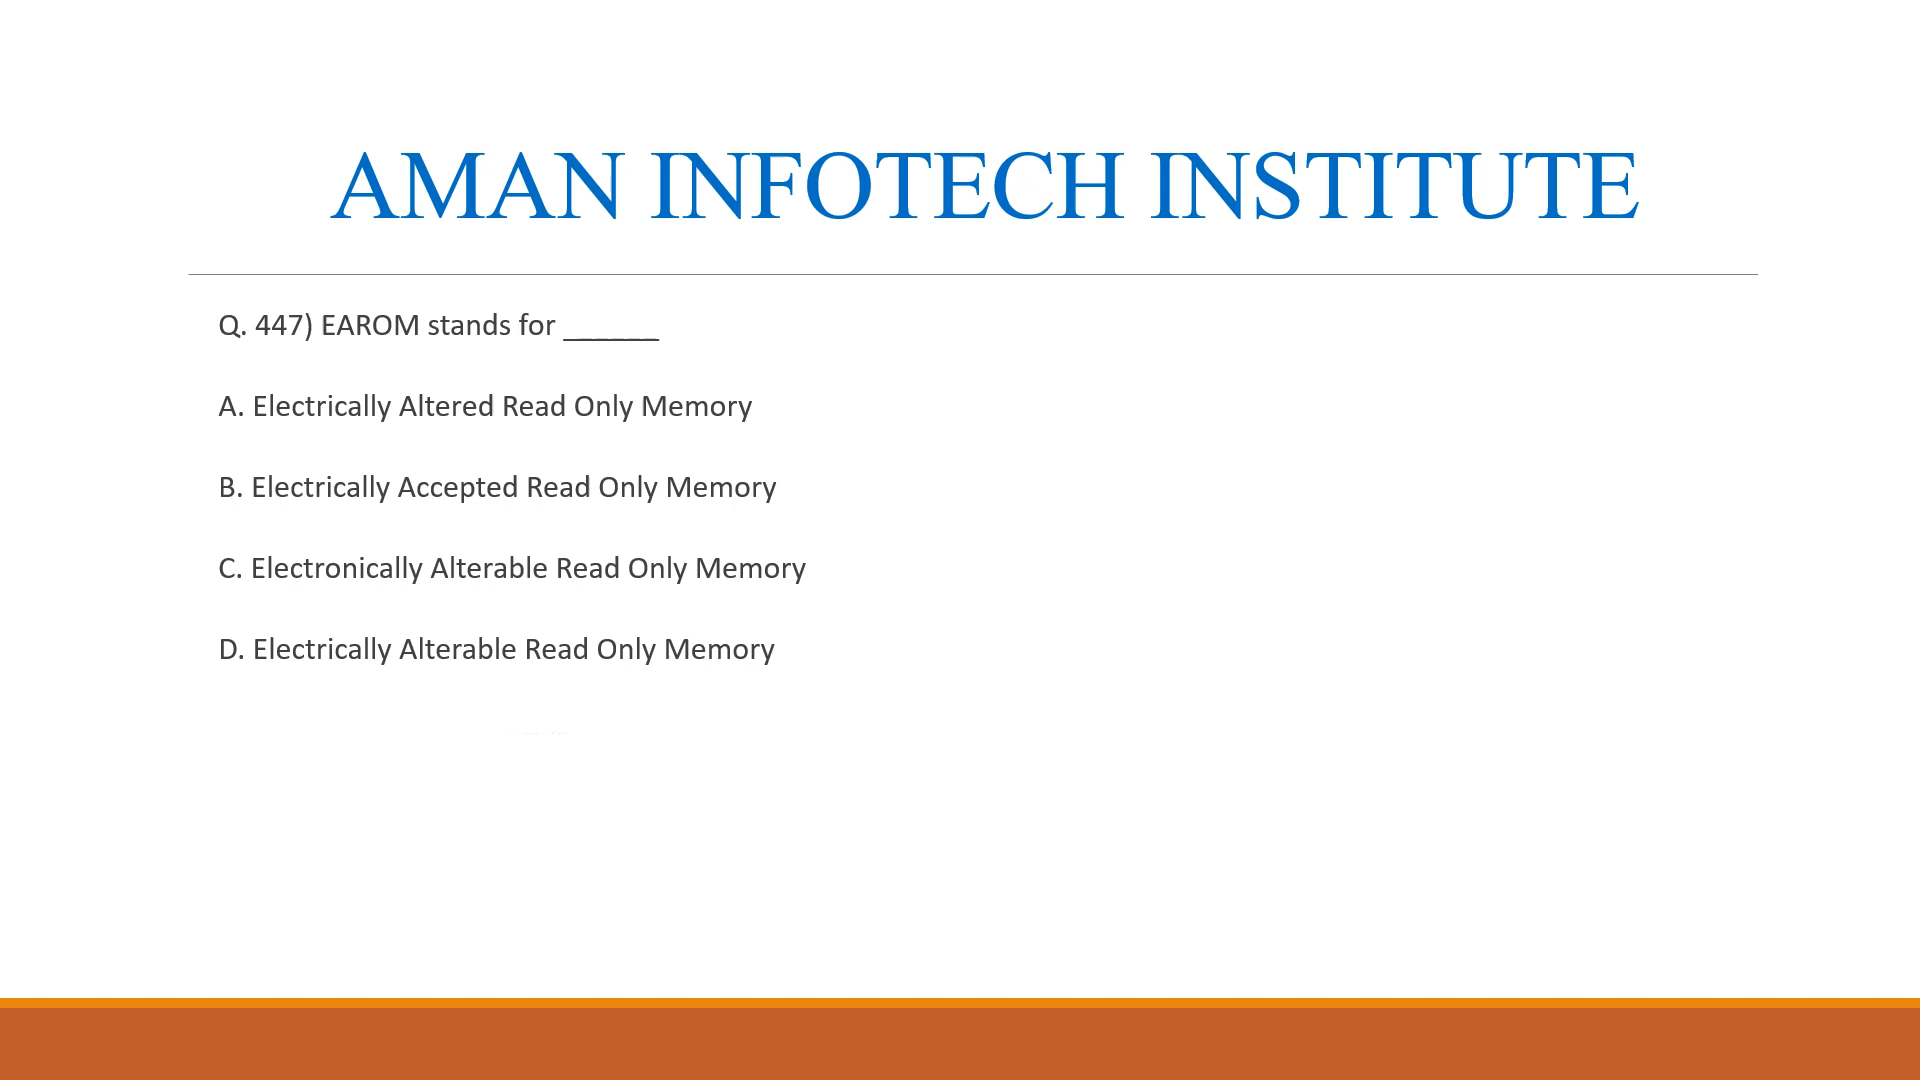 AMAN INFOTECH INSTITUTE
Q. 447) EAROM stands for ______
A. Electrically Altered Read Only Memory
B. Electrically Accepted Read Only Memory
C. Electronically Alterable Read Only Memory
D. Electrically Alterable Read Only Memory